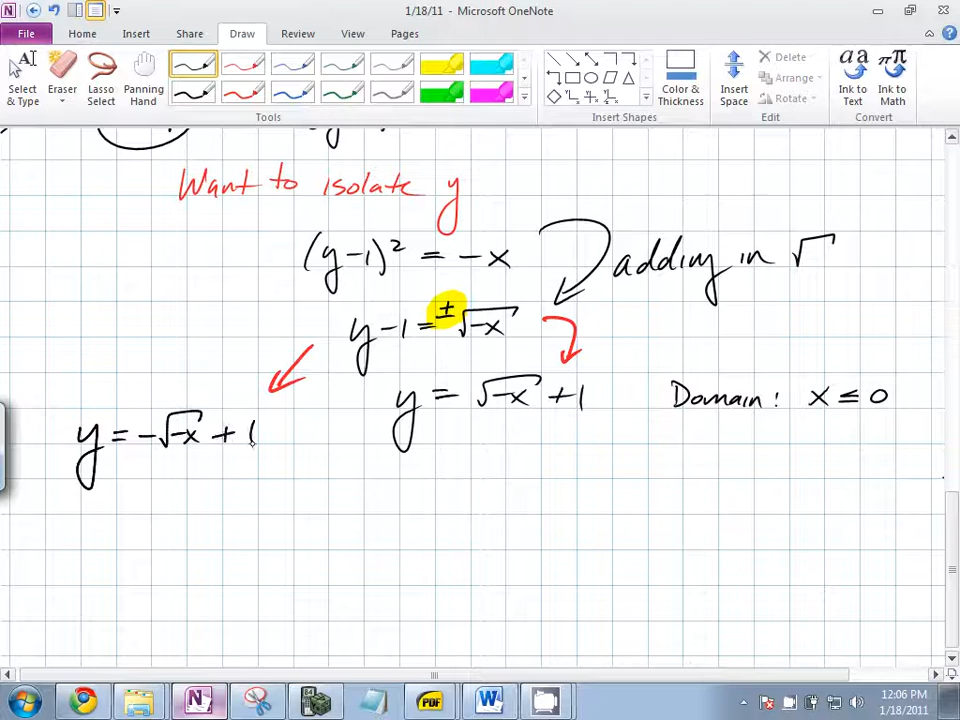 1/18/11 - Microsoft OneNote
File Home Insert Share Draw Review View Pages
Select & Type
Eraser
Lasso Select
Panning Hand
Color & Thickness
Insert Space
Delete
Arrange
Rotate
Ink to Text
Ink to Math
Tools Insert Shapes Edit Convert
Want to isolate y
(y-1)² = -x adding in √
y-1 = ± √-x
y = √-x + 1 Domain: x ≤ 0
y = -√-x + 1
12:06 PM
1/18/2011